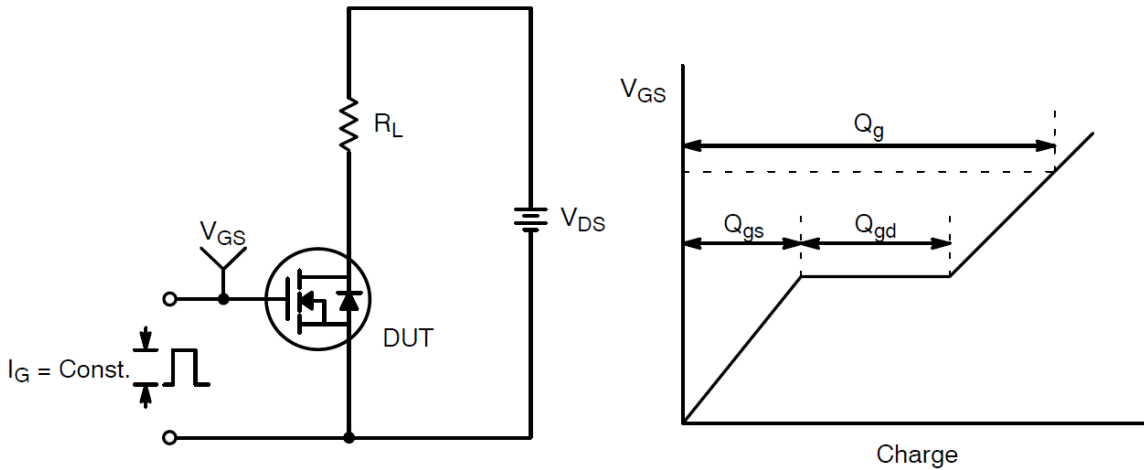 R_L
V_GS
V_DS
DUT
I_G = Const.
V_GS
Q_g
Q_gs
Q_gd
Charge